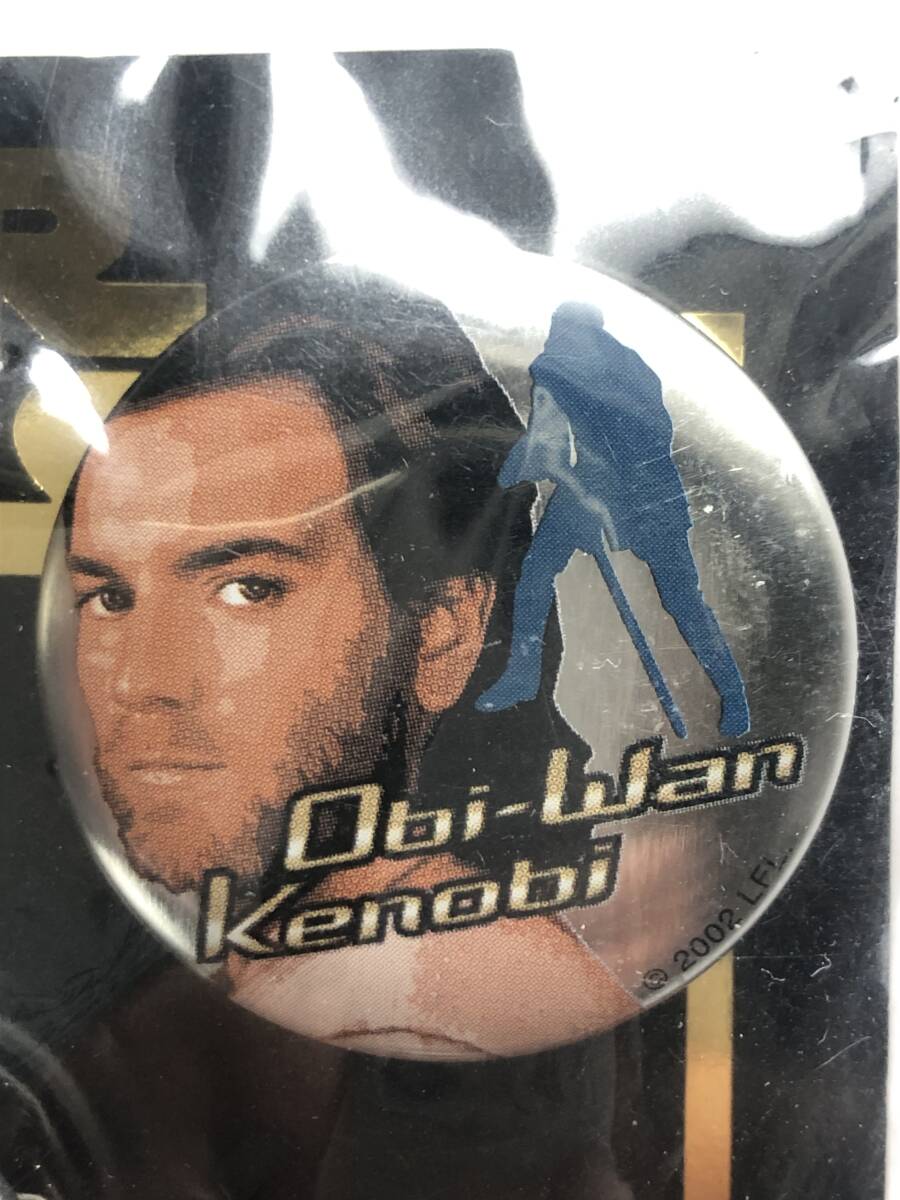 Obi-Wan
Kenobi
© 2002 LFL.